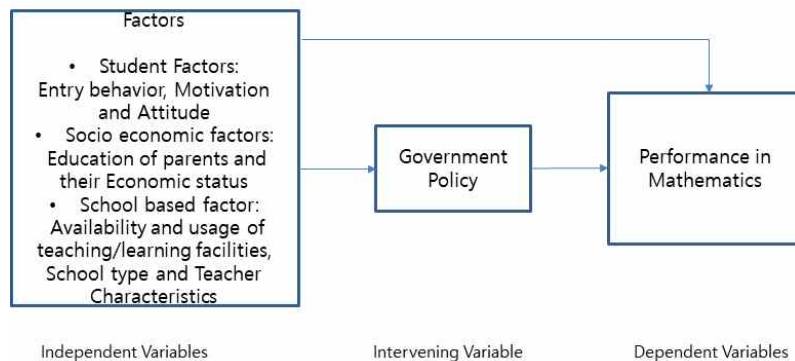 Factors
• Student Factors:
Entry behavior, Motivation
and Attitude
• Socio economic factors:
Education of parents and
their Economic status
• School based factor:
Availability and usage of
teaching/learning facilities,
School type and Teacher
Characteristics
Government
Policy
Performance in
Mathematics
Independent Variables
Intervening Variable
Dependent Variables